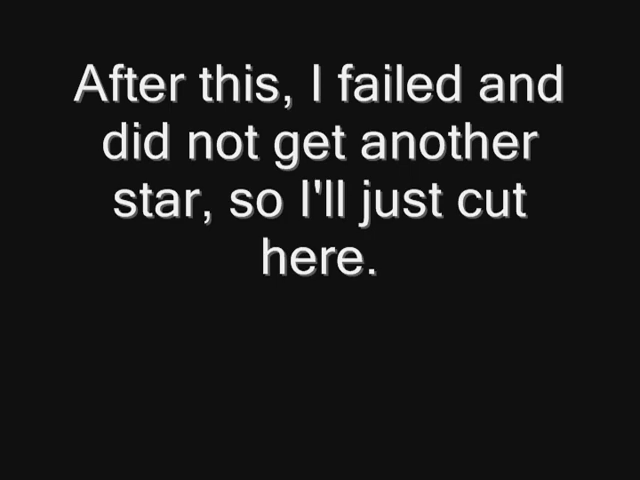 After this, I failed and
did not get another
star, so I'll just cut
here.